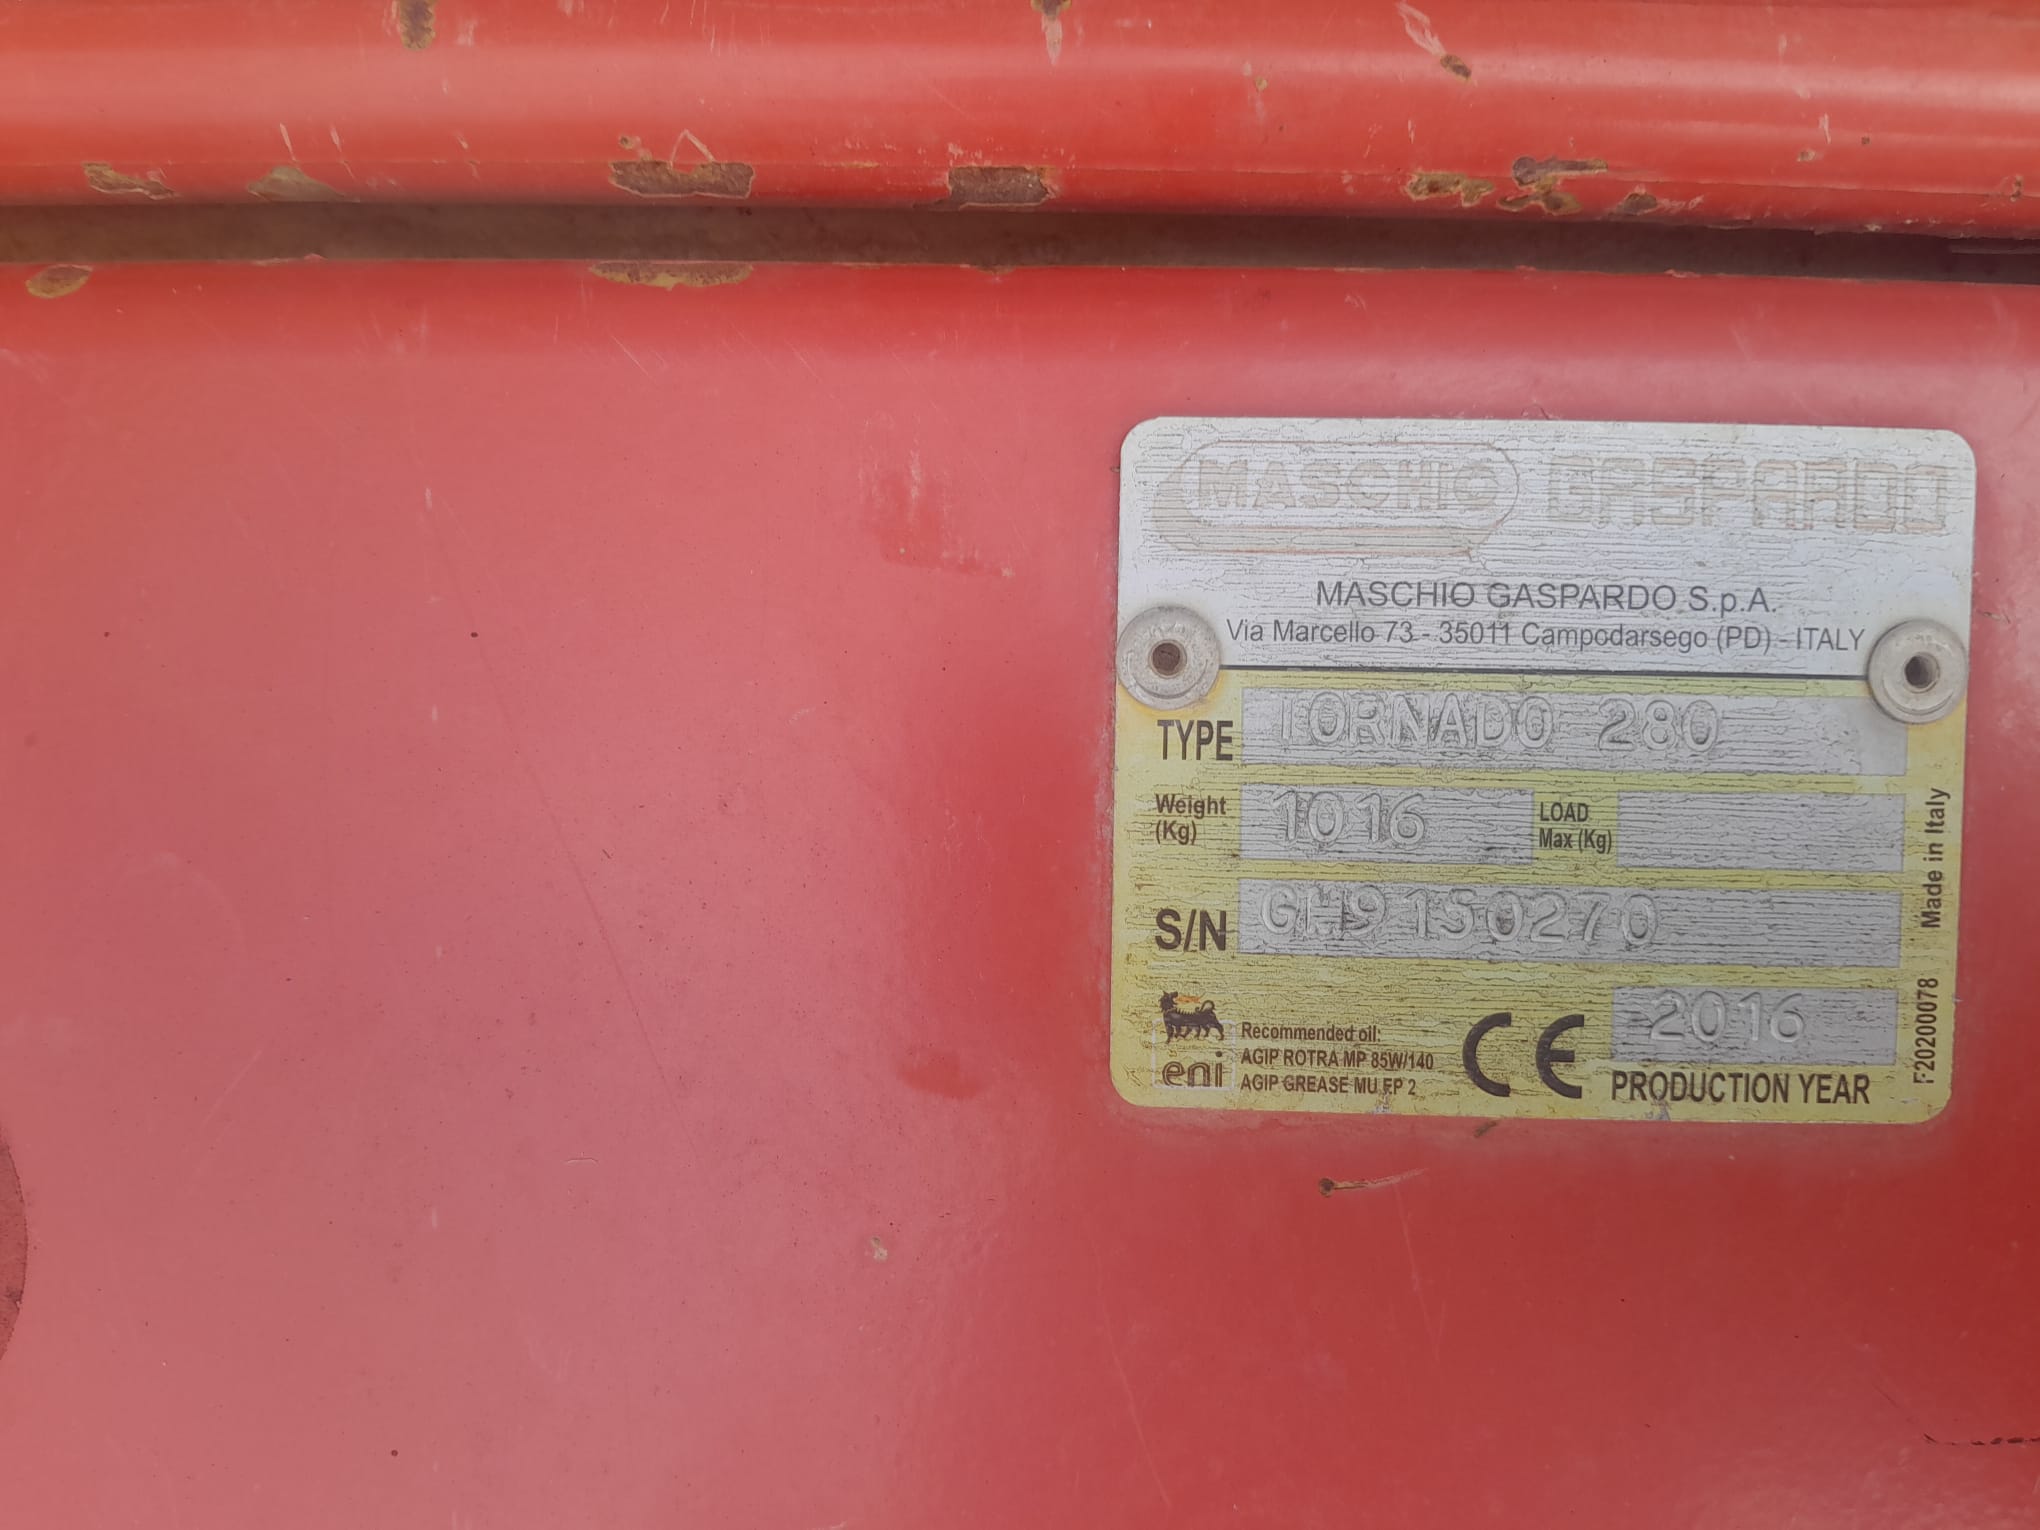 MASCHIO GASPARDO
MASCHIO GASPARDO S.p.A.
Via Marcello 73 - 35011 Campodarsego (PD) - ITALY
TYPE TORNADO 280
Weight (Kg) 1016 LOAD Max (Kg)
S/N GM9150270
eni
Recommended oil:
AGIP ROTRA MP 85W/140
AGIP GREASE MU EP 2
CE
2016
PRODUCTION YEAR
Made in Italy
F20200078